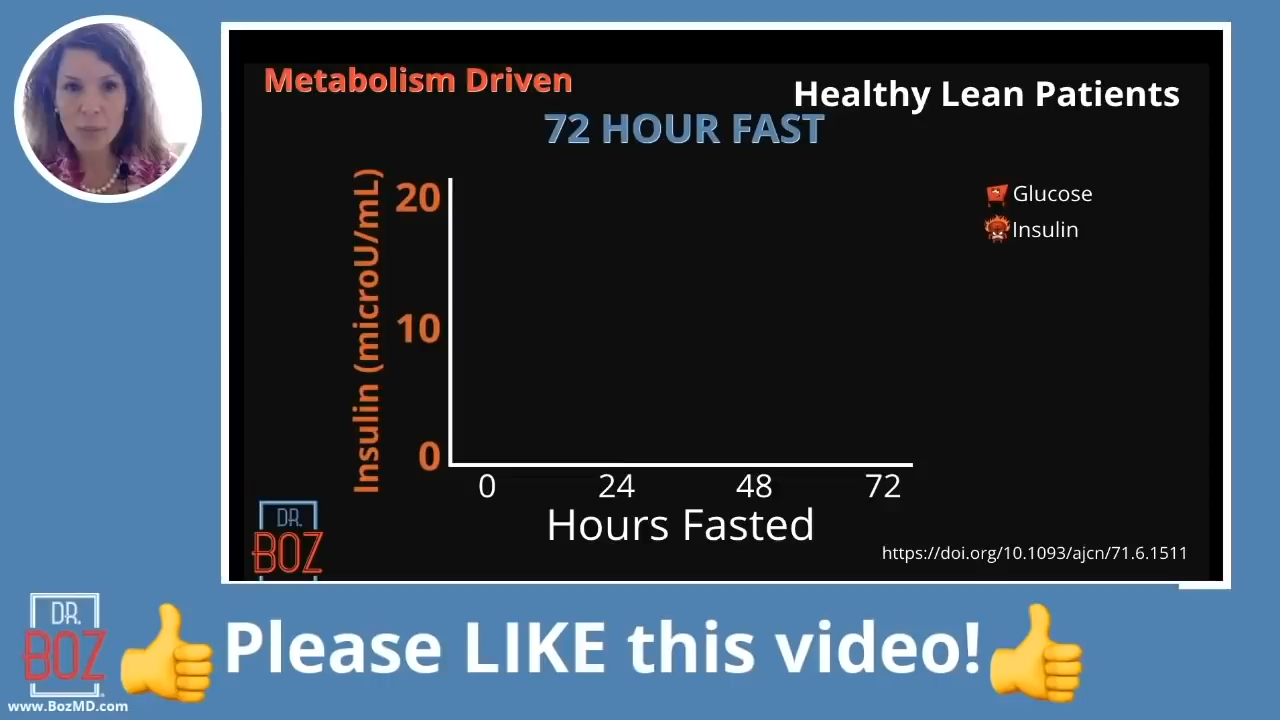 Metabolism Driven
Healthy Lean Patients
72 HOUR FAST
Insulin (microU/mL)
20
10
0
Glucose
Insulin
0 24 48 72
Hours Fasted
https://doi.org/10.1093/ajcn/71.6.1511
DR.
BOZ
DR.
BOZ
Please LIKE this video!
www.BozMD.com